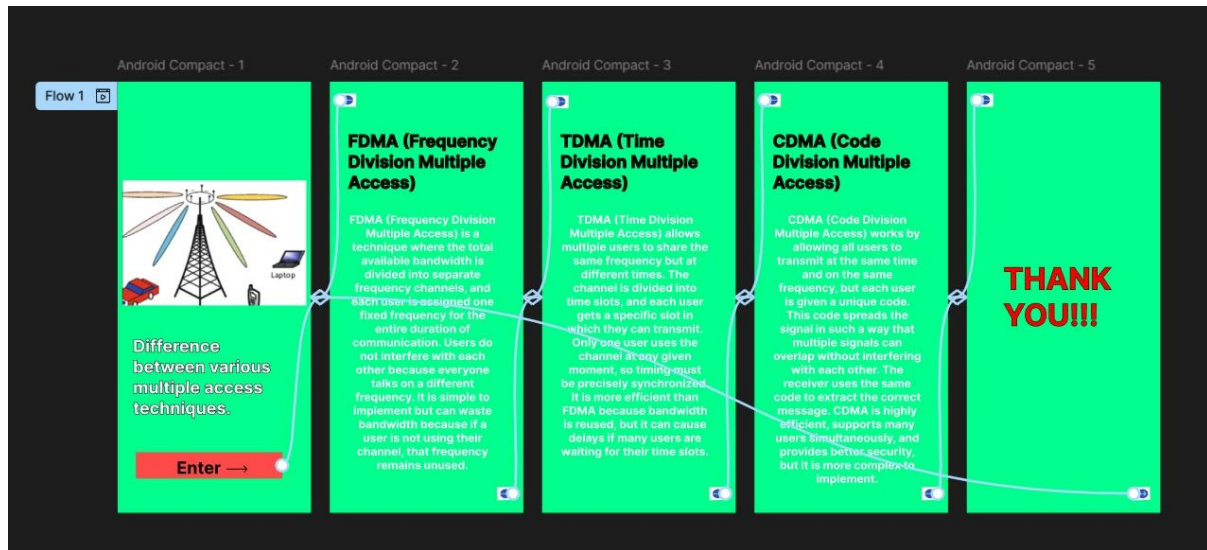 Android Compact - 1
Android Compact - 2
Android Compact - 3
Android Compact - 4
Android Compact - 5
Flow 1
Laptop
Difference
between various
multiple access
techniques.
Enter →
FDMA (Frequency
Division Multiple
Access)
FDMA (Frequency Division
Multiple Access) is a
technique where the total
available bandwidth is
divided into separate
frequency channels, and
each user is assigned one
fixed frequency for the
entire duration of
communication. Users do
not interfere with each
other because everyone
talks on a different
frequency. It is simple to
implement but can waste
bandwidth because if a
user is not using their
channel, that frequency
remains unused.
TDMA (Time
Division Multiple
Access)
TDMA (Time Division
Multiple Access) allows
multiple users to share the
same frequency but at
different times. The
channel is divided into
time slots, and each user
gets a specific slot in
which they can transmit.
Only one user uses the
channel at any given
moment, so timing must
be precisely synchronized.
It is more efficient than
FDMA because bandwidth
is reused, but it can cause
delays if many users are
waiting for their time slots.
CDMA (Code
Division Multiple
Access)
CDMA (Code Division
Multiple Access) works by
allowing all users to
transmit at the same time
and on the same
frequency, but each user
is given a unique code.
This code spreads the
signal in such a way that
multiple signals can
overlap without interfering
with each other. The
receiver uses the same
code to extract the correct
message. CDMA is highly
efficient, supports many
users simultaneously, and
provides better security,
but it is more complex to
implement.
THANK
YOU!!!